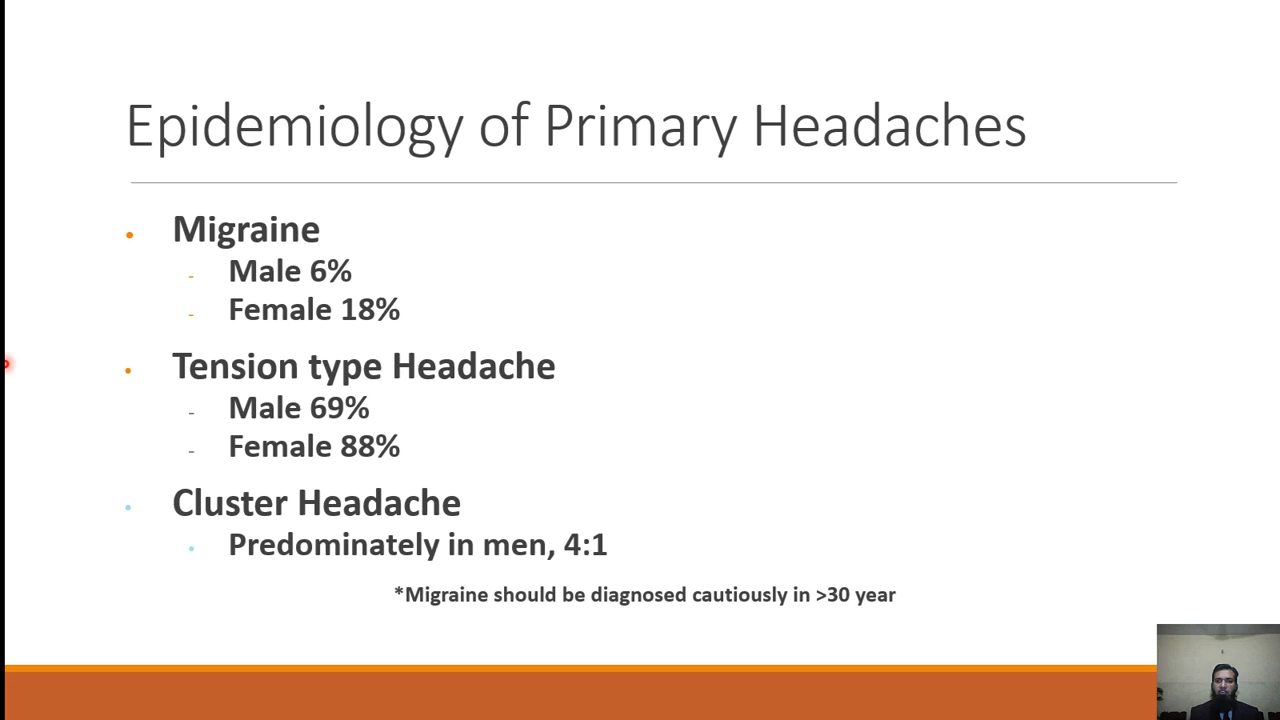 Epidemiology of Primary Headaches
• Migraine
- Male 6%
- Female 18%
• Tension type Headache
- Male 69%
- Female 88%
• Cluster Headache
• Predominately in men, 4:1
*Migraine should be diagnosed cautiously in >30 year